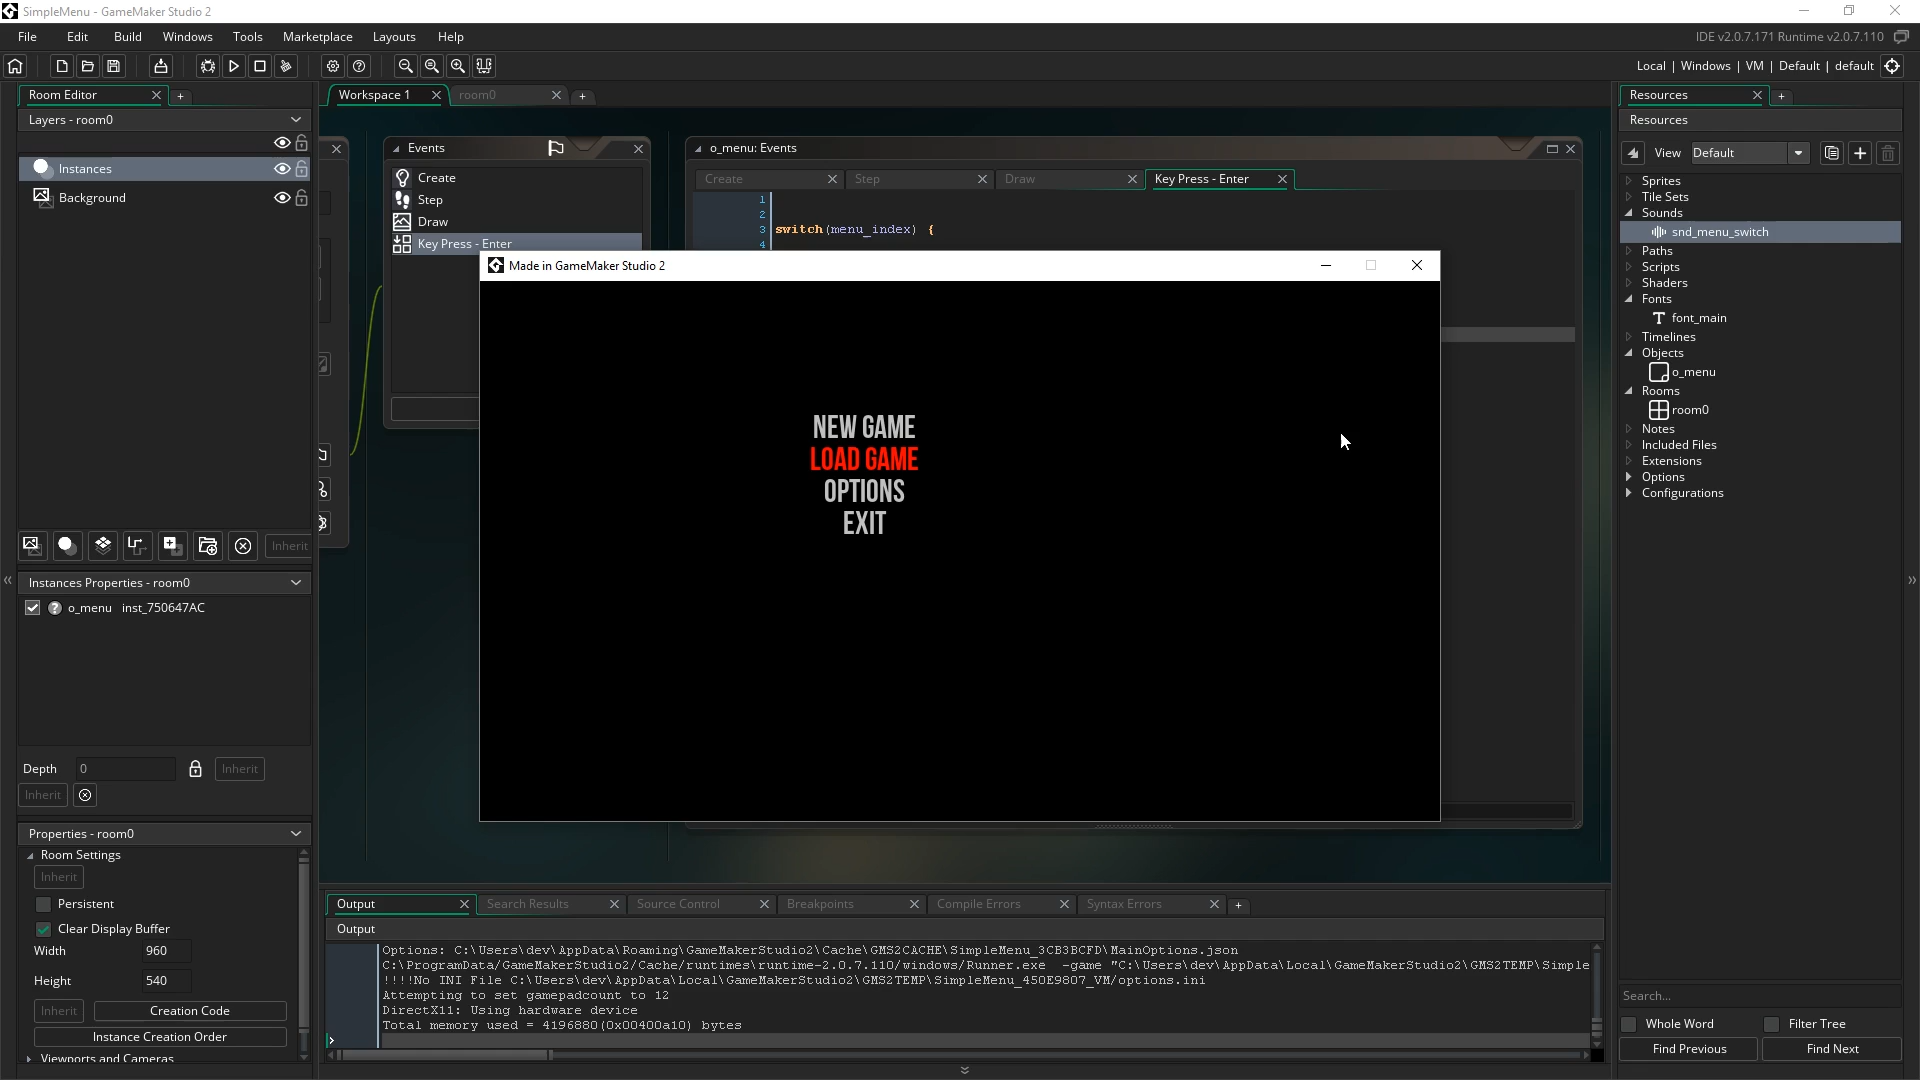 SimpleMenu - GameMaker Studio 2
File Edit Build Windows Tools Marketplace Layouts Help
IDE v2.0.7.171 Runtime v2.0.7.110
Local | Windows | VM | Default | default
Room Editor
Layers - room0
Instances
Background
Inherit
Instances Properties - room0
o_menu inst_750647AC
Depth 0 Inherit
Inherit
Properties - room0
Room Settings
Inherit
Persistent
Clear Display Buffer
Width 960
Height 540
Inherit Creation Code
Instance Creation Order
Viewports and Cameras
Workspace 1 room0
Events
Create
Step
Draw
Key Press - Enter
o_menu: Events
Create Step Draw Key Press - Enter
1
2
3 switch(menu_index) {
4
Made in GameMaker Studio 2
NEW GAME
LOAD GAME
OPTIONS
EXIT
Output Search Results Source Control Breakpoints Compile Errors Syntax Errors
Output
Options: C:\Users\dev\AppData\Roaming\GameMakerStudio2\Cache\GMS2CACHE\SimpleMenu_3CB3BCFD\MainOptions.json
C:\ProgramData/GameMakerStudio2/Cache/runtimes\runtime-2.0.7.110/windows/Runner.exe -game "C:\Users\dev\AppData\Local\GameMakerStudio2\GMS2TEMP\Simple
!!!!No INI File C:\Users\dev\AppData\Local\GameMakerStudio2\GMS2TEMP\SimpleMenu_450E9807_VM/options.ini
Attempting to set gamepadcount to 12
DirectX11: Using hardware device
Total memory used = 4196880(0x00400a10) bytes
Resources
Resources
View Default
Sprites
Tile Sets
Sounds
snd_menu_switch
Paths
Scripts
Shaders
Fonts
font_main
Timelines
Objects
o_menu
Rooms
room0
Notes
Included Files
Extensions
Options
Configurations
Search...
Whole Word Filter Tree
Find Previous Find Next